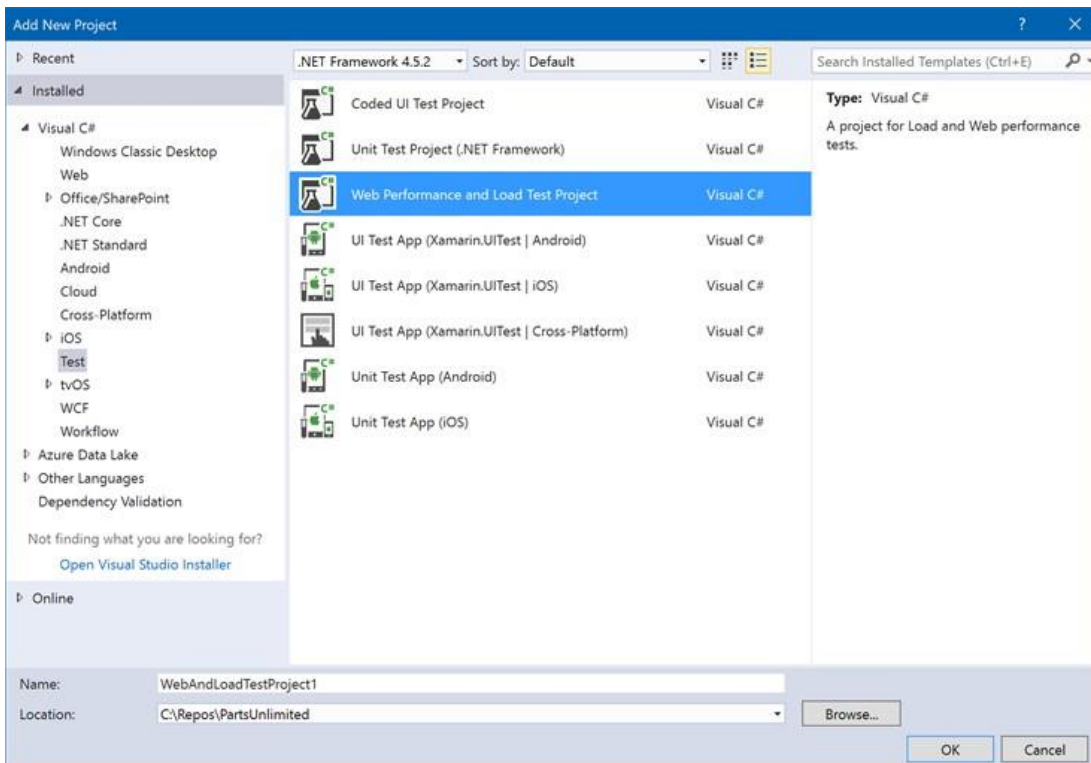 Add New Project
?
Recent
Installed
Visual C#
Windows Classic Desktop
Web
Office/SharePoint
.NET Core
.NET Standard
Android
Cloud
Cross-Platform
iOS
Test
tvOS
WCF
Workflow
Azure Data Lake
Other Languages
Dependency Validation
Not finding what you are looking for?
Open Visual Studio Installer
Online
.NET Framework 4.5.2 Sort by: Default
C# Coded UI Test Project Visual C#
C# Unit Test Project (.NET Framework) Visual C#
C# Web Performance and Load Test Project Visual C#
C# UI Test App (Xamarin.UITest | Android) Visual C#
C# UI Test App (Xamarin.UITest | iOS) Visual C#
UI Test App (Xamarin.UITest | Cross-Platform) Visual C#
C# Unit Test App (Android) Visual C#
C# Unit Test App (iOS) Visual C#
Search Installed Templates (Ctrl+E)
Type: Visual C#
A project for Load and Web performance
tests.
Name: WebAndLoadTestProject1
Location: C:\Repos\PartsUnlimited Browse...
OK Cancel